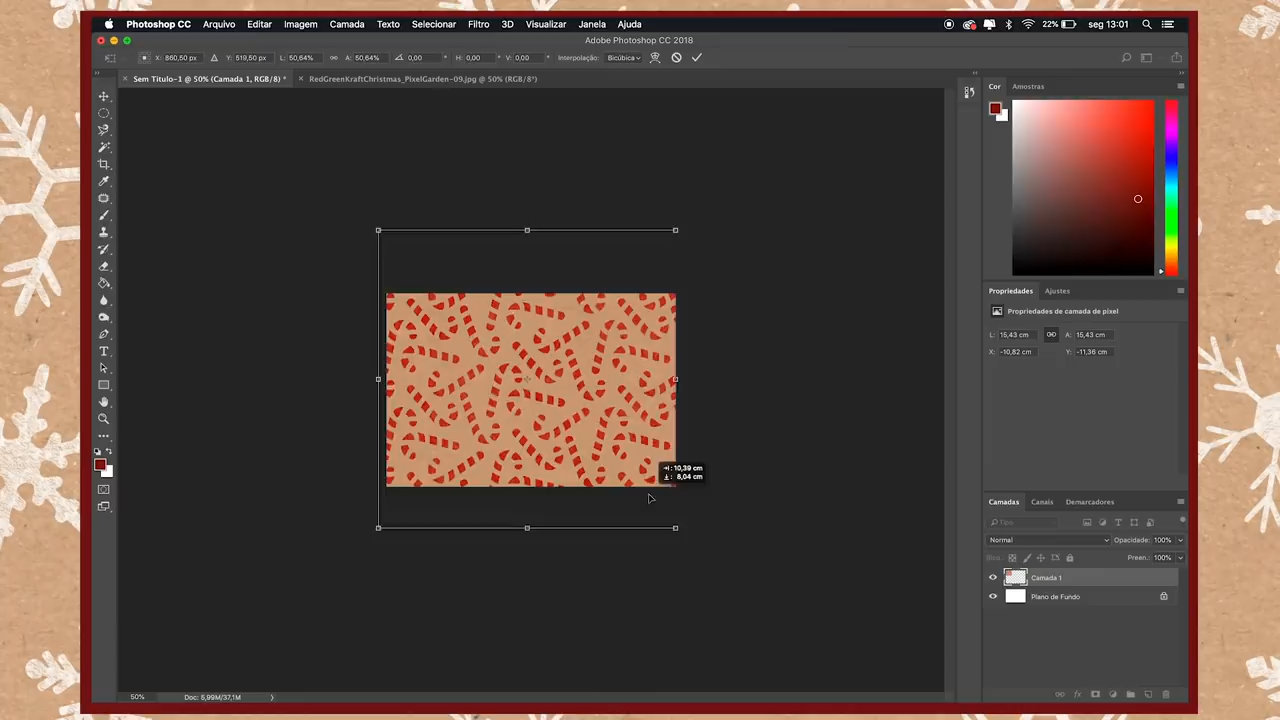 Photoshop CC Arquivo Editar Imagem Camada Texto Selecionar Filtro 3D Visualizar Janela Ajuda 22% seg 13:01
Adobe Photoshop CC 2018
X: 860,50 px Y: 519,50 px L: 50,64% A: 50,64% 0,00 ° H: 0,00 ° V: 0,00 ° Interpolação: Bicúbica
× Sem Título-1 @ 50% (Camada 1, RGB/8) * × RedGreenKraftChristmas_PixelGarden-09.jpg @ 50% (RGB/8*)
Cor Amostras
Propriedades Ajustes
Propriedades de camada de pixel
L: 15,43 cm A: 15,43 cm
X: -10,82 cm Y: -11,36 cm
: 10,39 cm
: 8,04 cm
Camadas Canais Demarcadores
Tipo
Normal Opacidade: 100%
Preen.: 100%
Camada 1
Plano de Fundo
50% Doc: 5,99M/37,1M